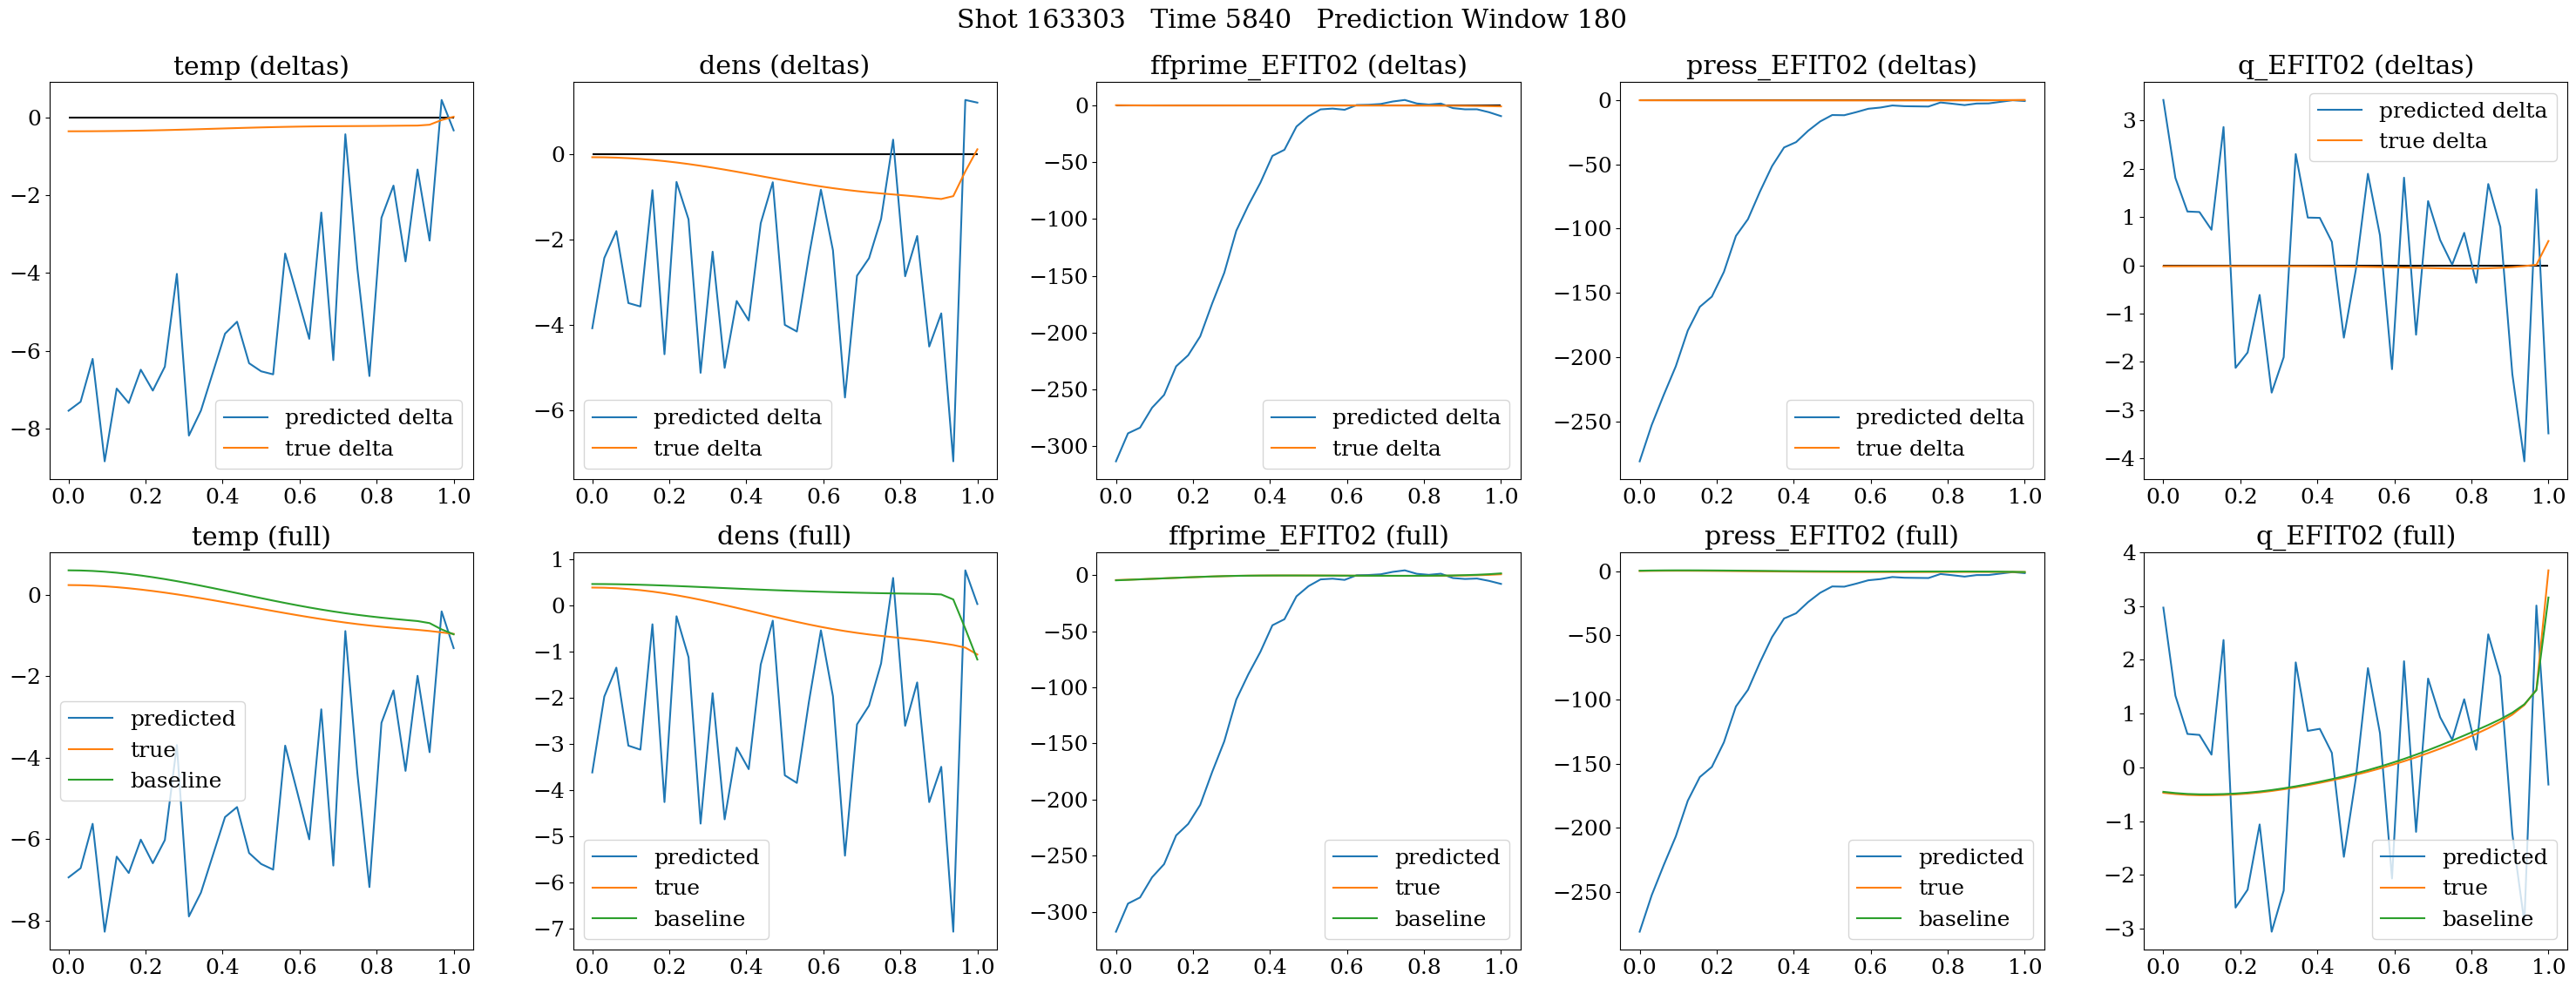 Shot 163303   Time 5840   Prediction Window 180
temp (deltas)
0
−2
−4
−6
−8
0.0 0.2 0.4 0.6 0.8 1.0
predicted delta
true delta
dens (deltas)
0
−2
−4
−6
0.0 0.2 0.4 0.6 0.8 1.0
predicted delta
true delta
ffprime_EFIT02 (deltas)
0
−50
−100
−150
−200
−250
−300
0.0 0.2 0.4 0.6 0.8 1.0
predicted delta
true delta
press_EFIT02 (deltas)
0
−50
−100
−150
−200
−250
0.0 0.2 0.4 0.6 0.8 1.0
predicted delta
true delta
q_EFIT02 (deltas)
3
2
1
0
−1
−2
−3
−4
0.0 0.2 0.4 0.6 0.8 1.0
predicted delta
true delta
temp (full)
0
−2
−4
−6
−8
0.0 0.2 0.4 0.6 0.8 1.0
predicted
true
baseline
dens (full)
1
0
−1
−2
−3
−4
−5
−6
−7
0.0 0.2 0.4 0.6 0.8 1.0
predicted
true
baseline
ffprime_EFIT02 (full)
0
−50
−100
−150
−200
−250
−300
0.0 0.2 0.4 0.6 0.8 1.0
predicted
true
baseline
press_EFIT02 (full)
0
−50
−100
−150
−200
−250
0.0 0.2 0.4 0.6 0.8 1.0
predicted
true
baseline
q_EFIT02 (full)
4
3
2
1
0
−1
−2
−3
0.0 0.2 0.4 0.6 0.8 1.0
predicted
true
baseline